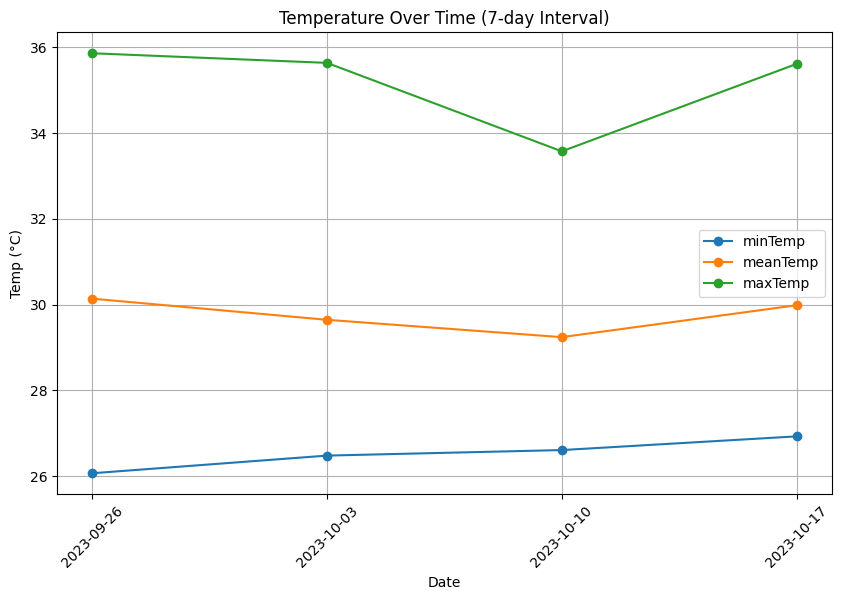 Temperature Over Time (7-day Interval)
Temp (°C)
36
34
32
30
28
26
minTemp
meanTemp
maxTemp
2023-09-26
2023-10-03
2023-10-10
2023-10-17
Date